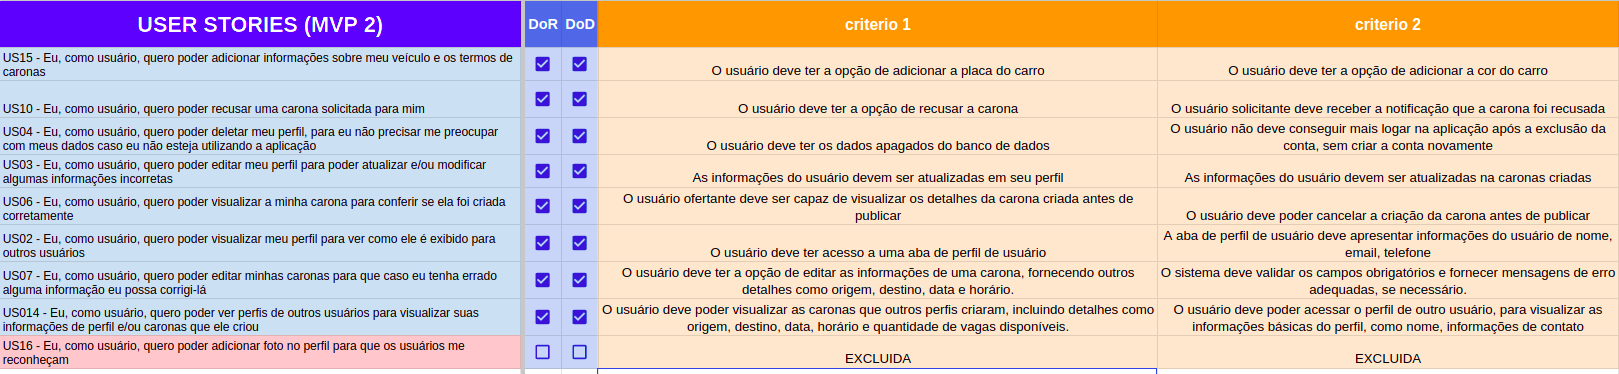 USER STORIES (MVP 2)
DoR
DoD
criterio 1
criterio 2
US15 - Eu, como usuário, quero poder adicionar informações sobre meu veículo e os termos de
caronas
O usuário deve ter a opção de adicionar a placa do carro
O usuário deve ter a opção de adicionar a cor do carro
US10 - Eu, como usuário, quero poder recusar uma carona solicitada para mim
O usuário deve ter a opção de recusar a carona
O usuário solicitante deve receber a notificação que a carona foi recusada
US04 - Eu, como usuário, quero poder deletar meu perfil, para eu não precisar me preocupar
com meus dados caso eu não esteja utilizando a aplicação
O usuário deve ter os dados apagados do banco de dados
O usuário não deve conseguir mais logar na aplicação após a exclusão da
conta, sem criar a conta novamente
US03 - Eu, como usuário, quero poder editar meu perfil para poder atualizar e/ou modificar
algumas informações incorretas
As informações do usuário devem ser atualizadas em seu perfil
As informações do usuário devem ser atualizadas na caronas criadas
US06 - Eu, como usuário, quero poder visualizar a minha carona para conferir se ela foi criada
corretamente
O usuário ofertante deve ser capaz de visualizar os detalhes da carona criada antes de
publicar
O usuário deve poder cancelar a criação da carona antes de publicar
US02 - Eu, como usuário, quero poder visualizar meu perfil para ver como ele é exibido para
outros usuários
O usuário deve ter acesso a uma aba de perfil de usuário
A aba de perfil de usuário deve apresentar informações do usuário de nome,
email, telefone
US07 - Eu, como usuário, quero poder editar minhas caronas para que caso eu tenha errado
alguma informação eu possa corrigi-lá
O usuário deve ter a opção de editar as informações de uma carona, fornecendo outros
detalhes como origem, destino, data e horário.
O sistema deve validar os campos obrigatórios e fornecer mensagens de erro
adequadas, se necessário.
US014 - Eu, como usuário, quero poder ver perfis de outros usuários para visualizar suas
informações de perfil e/ou caronas que ele criou
O usuário deve poder visualizar as caronas que outros perfis criaram, incluindo detalhes como
origem, destino, data, horário e quantidade de vagas disponíveis.
O usuário deve poder acessar o perfil de outro usuário, para visualizar as
informações básicas do perfil, como nome, informações de contato
US16 - Eu, como usuário, quero poder adicionar foto no perfil para que os usuários me
reconheçam
EXCLUIDA
EXCLUIDA